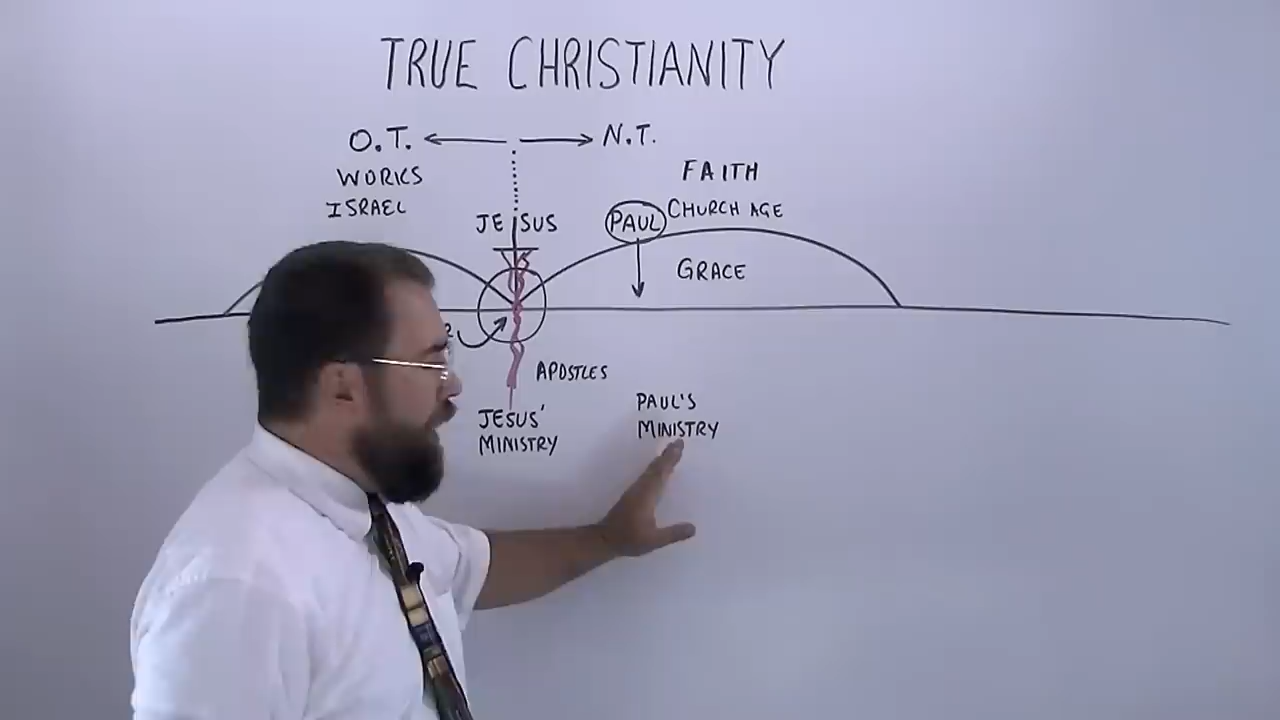 TRUE CHRISTIANITY
O.T.
N.T.
WORKS
ISRAEL
FAITH
CHURCH AGE
JESUS
PAUL
GRACE
APOSTLES
JESUS'
MINISTRY
PAUL'S
MINISTRY